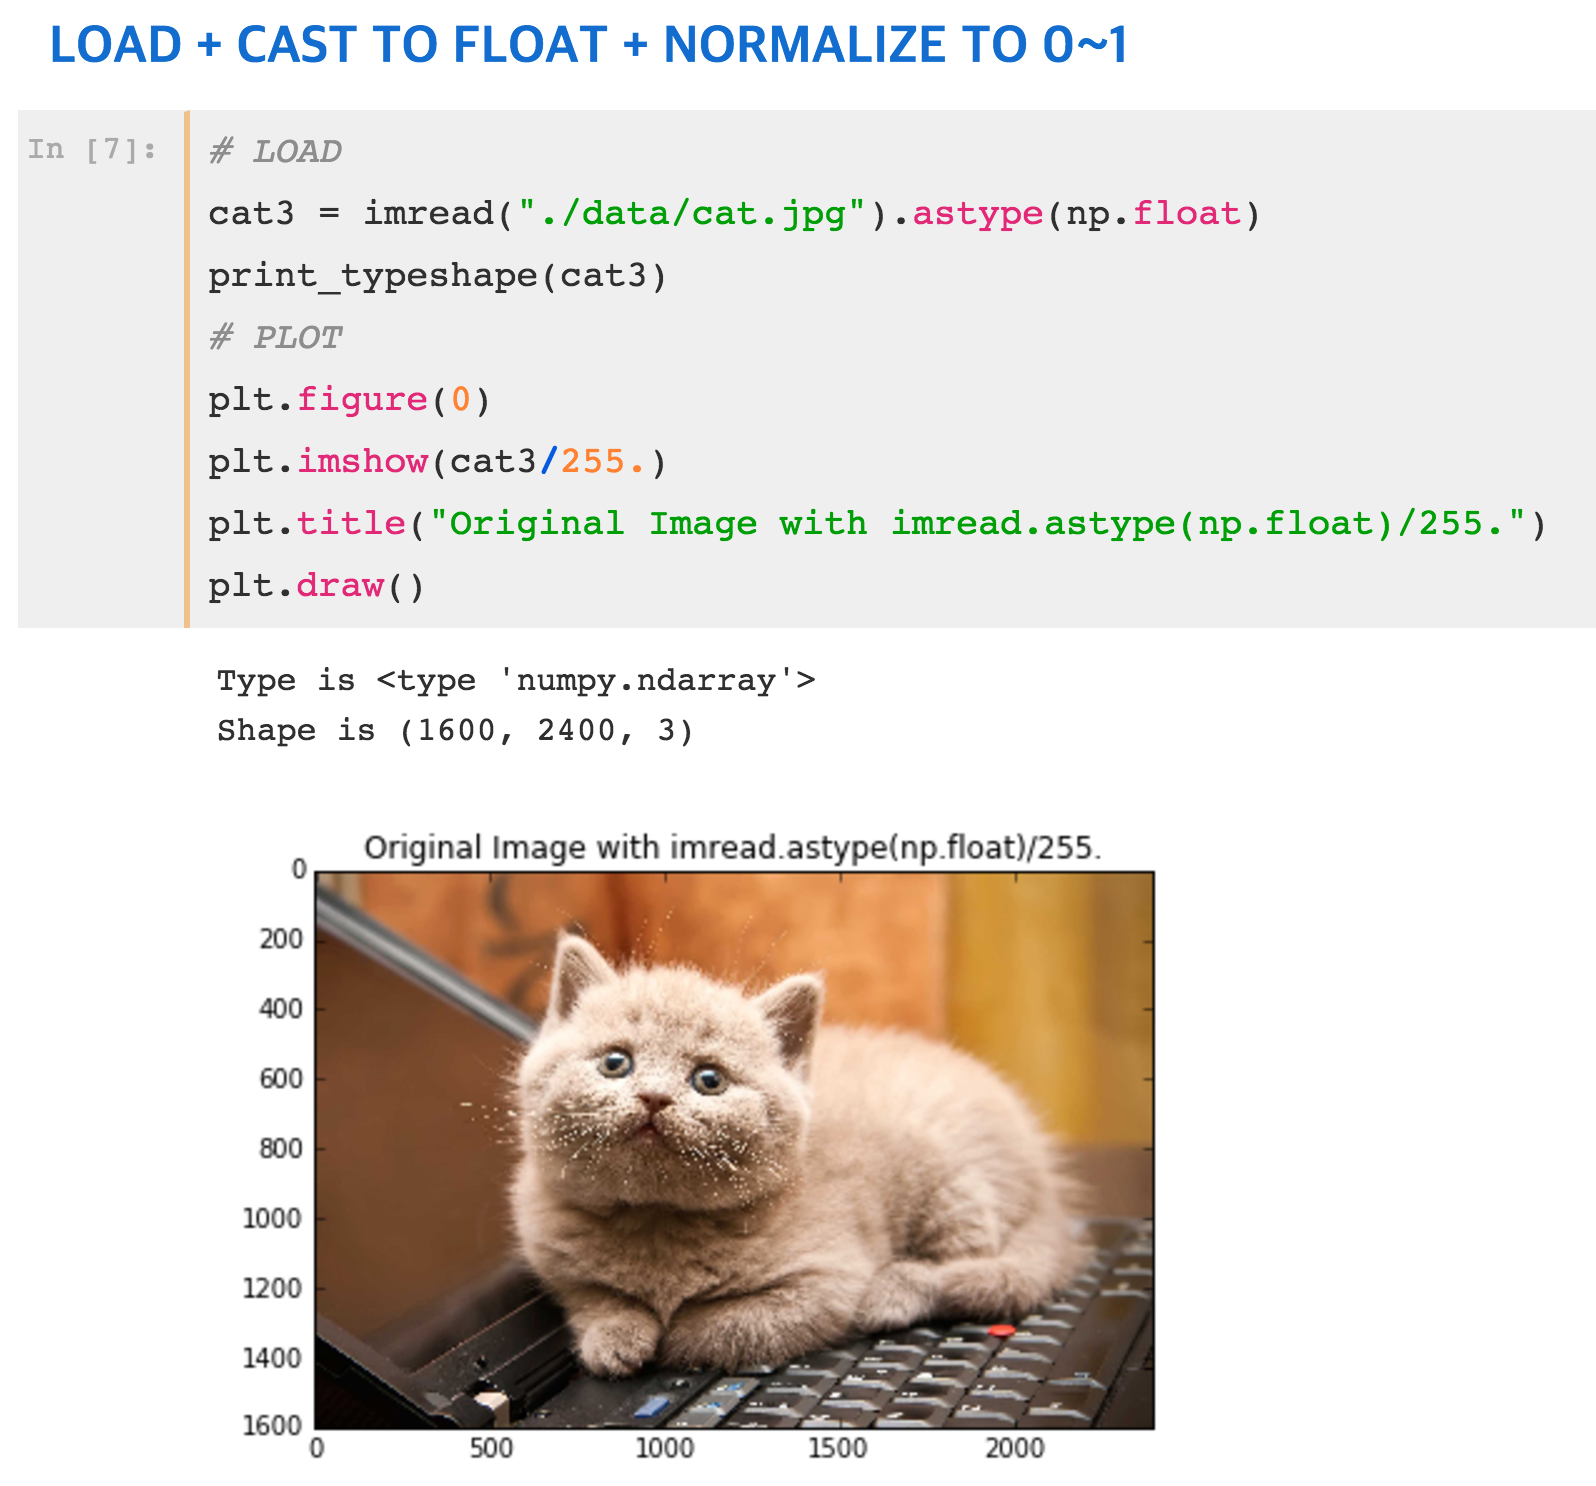 LOAD + CAST TO FLOAT + NORMALIZE TO 0~1
In [7]:
# LOAD
cat3 = imread("./data/cat.jpg").astype(np.float)
print_typeshape(cat3)
# PLOT
plt.figure(0)
plt.imshow(cat3/255.)
plt.title("Original Image with imread.astype(np.float)/255.")
plt.draw()
Type is <type 'numpy.ndarray'>
Shape is (1600, 2400, 3)
Original Image with imread.astype(np.float)/255.
0
200
400
600
800
1000
1200
1400
1600
0 500 1000 1500 2000